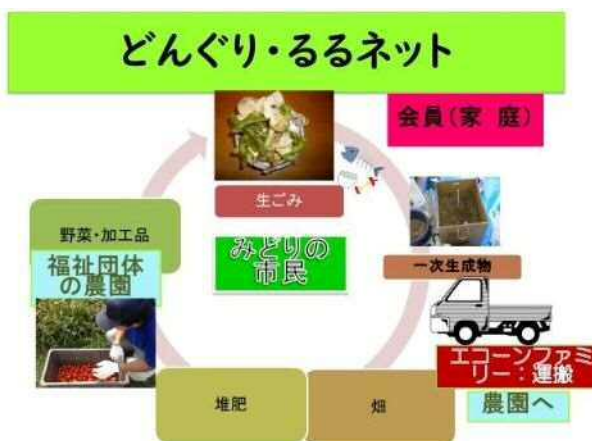 どんぐり・るるネット
会員(家 庭)
生ごみ
野菜・加工品
福祉団体
の農園
みどりの
市民
一次生成物
エコーンファミ
リー:運搬
農園へ
堆肥
畑